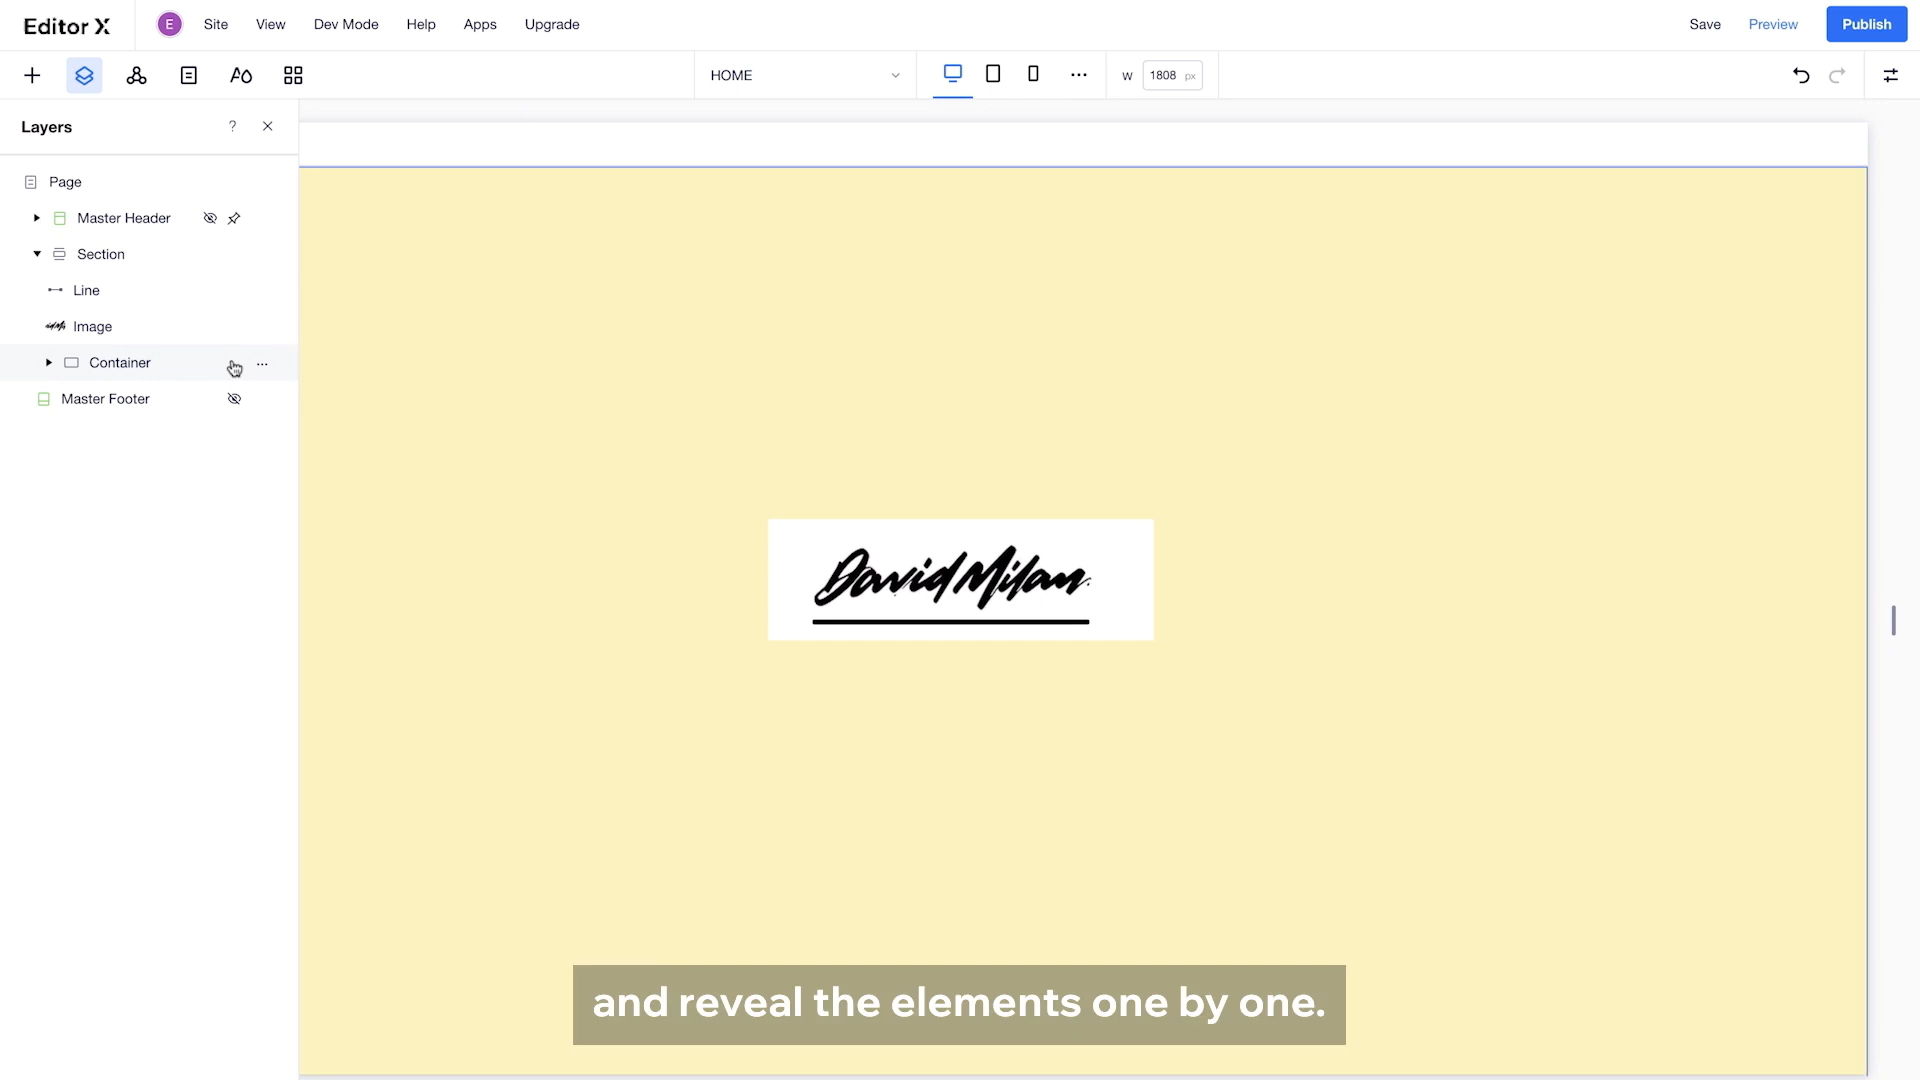 Editor X
E
Site
View
Dev Mode
Help
Apps
Upgrade
Save
Preview
Publish
HOME
W
1808 px
Layers
?
Page
Master Header
Section
Line
Image
Container
Master Footer
David Milan.
and reveal the elements one by one.